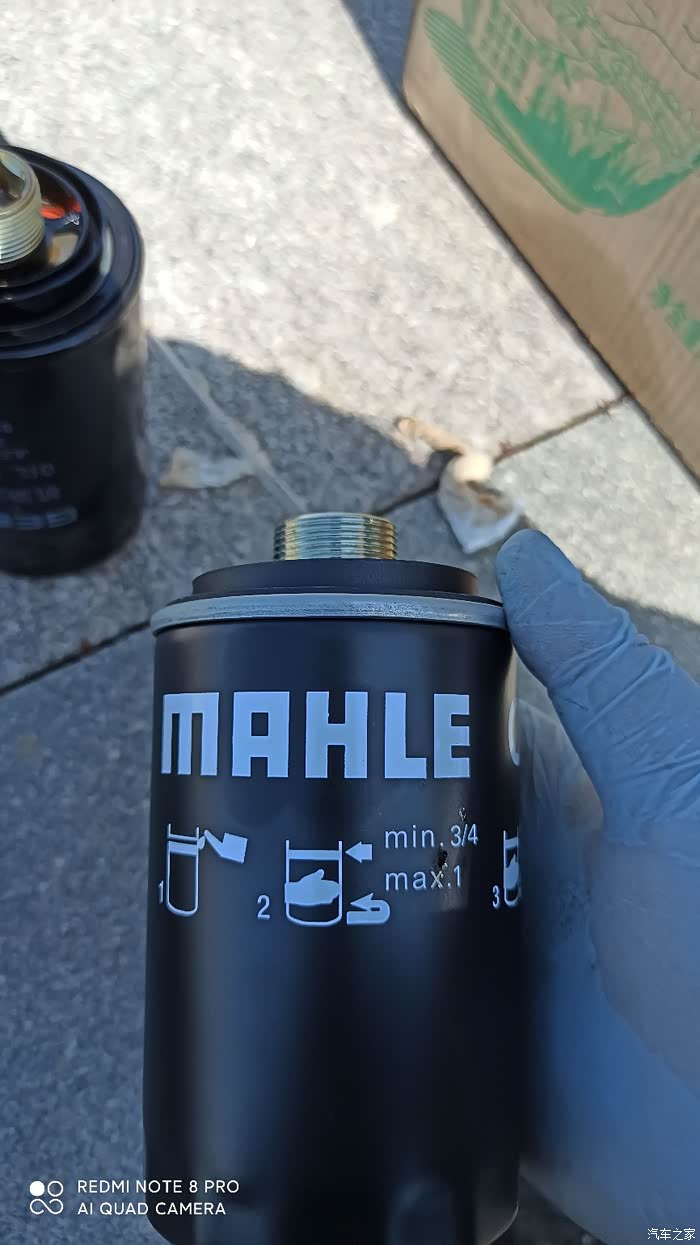 MAHLE
min. 3/4
max. 1
1
2
3
REDMI NOTE 8 PRO
AI QUAD CAMERA
汽车之家